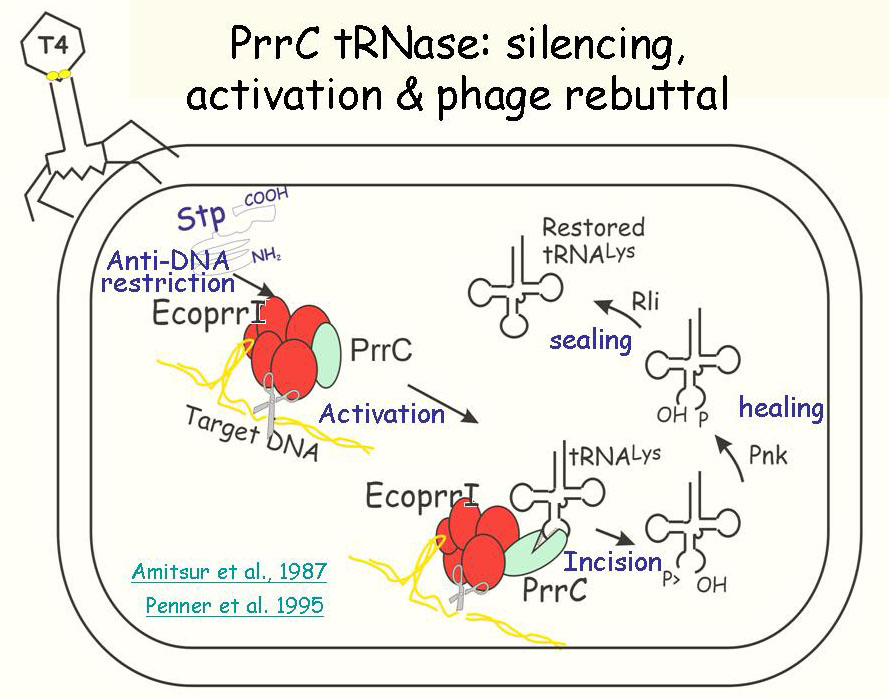 T4
PrrC tRNase: silencing,
activation & phage rebuttal
Stp
COOH
NH₂
Anti-DNA
restriction
EcoprrI
PrrC
Target DNA
Activation
Restored
tRNALys
Rli
sealing
OH P
healing
Pnk
tRNALys
EcoprrI
PrrC
Incision
P>
OH
Amitsur et al., 1987
Penner et al. 1995